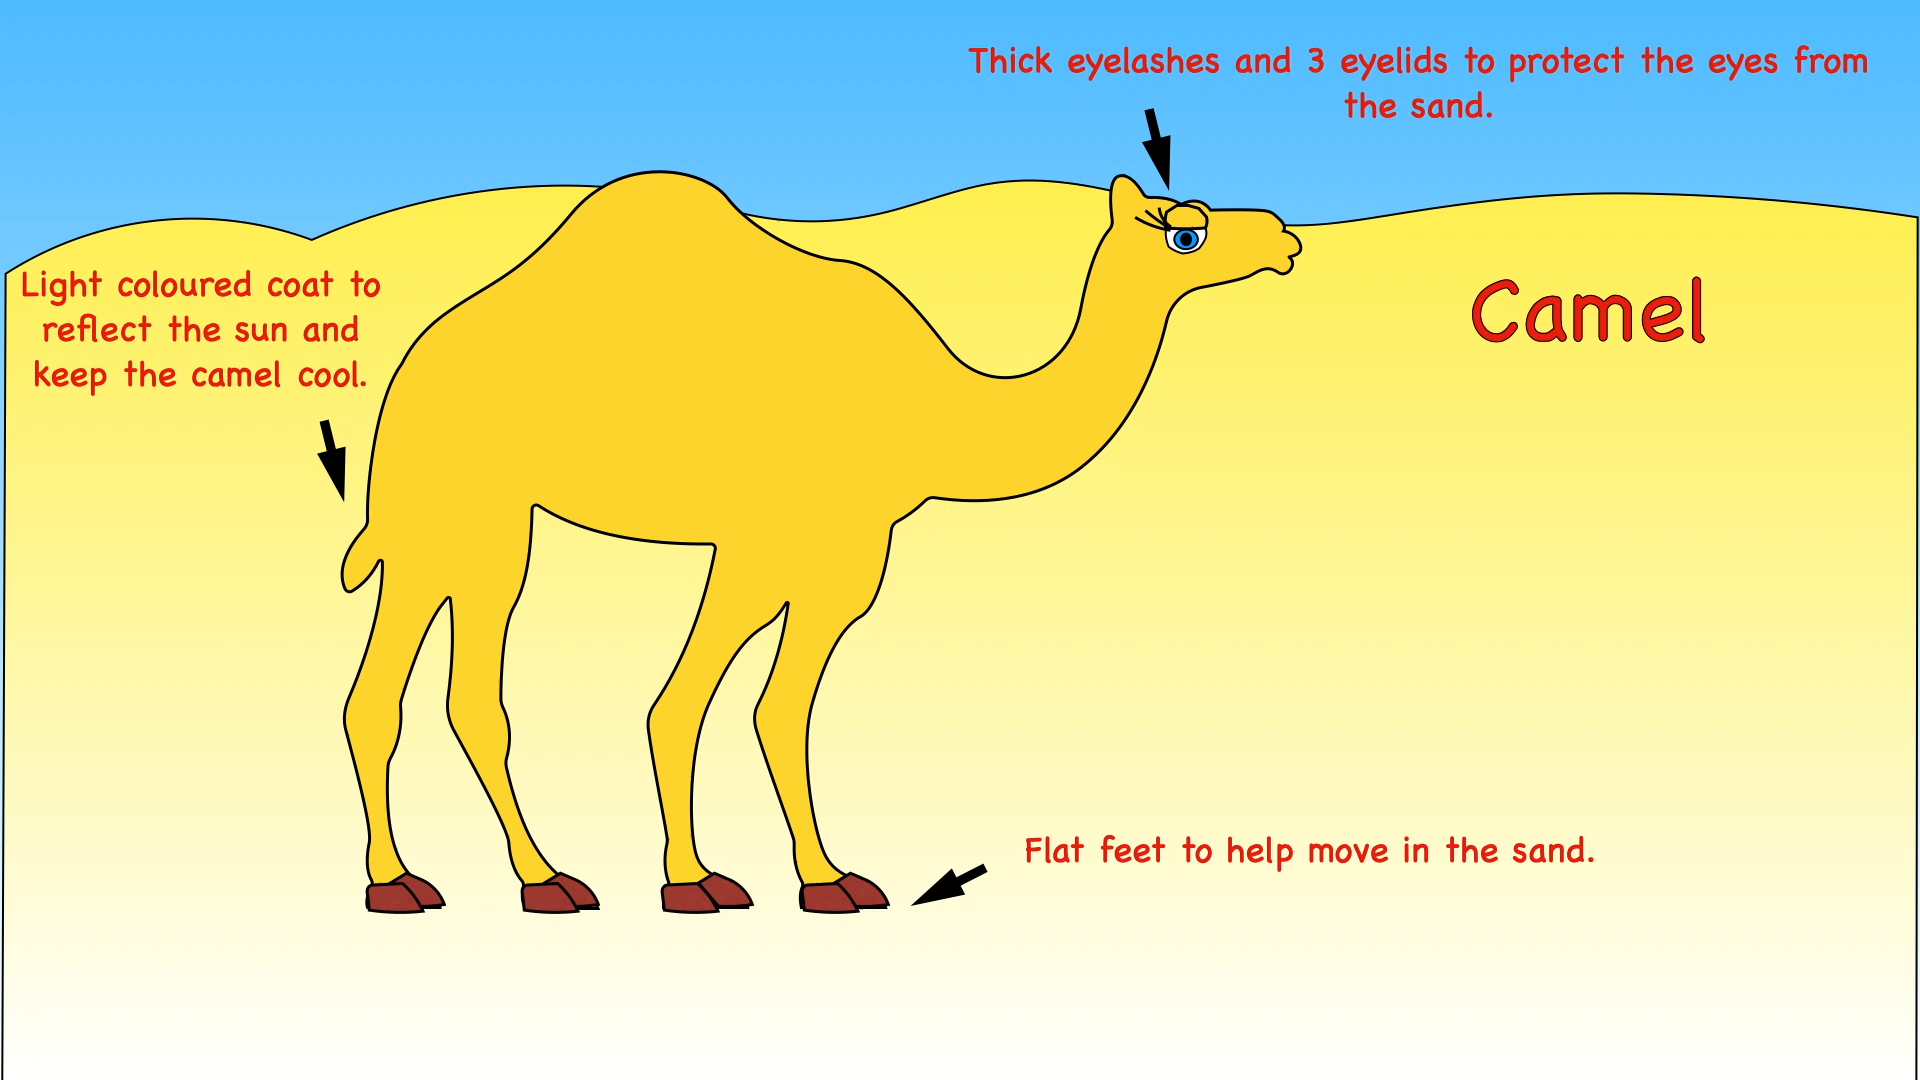 Thick eyelashes and 3 eyelids to protect the eyes from
the sand.
Light coloured coat to
reflect the sun and
keep the camel cool.
Camel
Flat feet to help move in the sand.